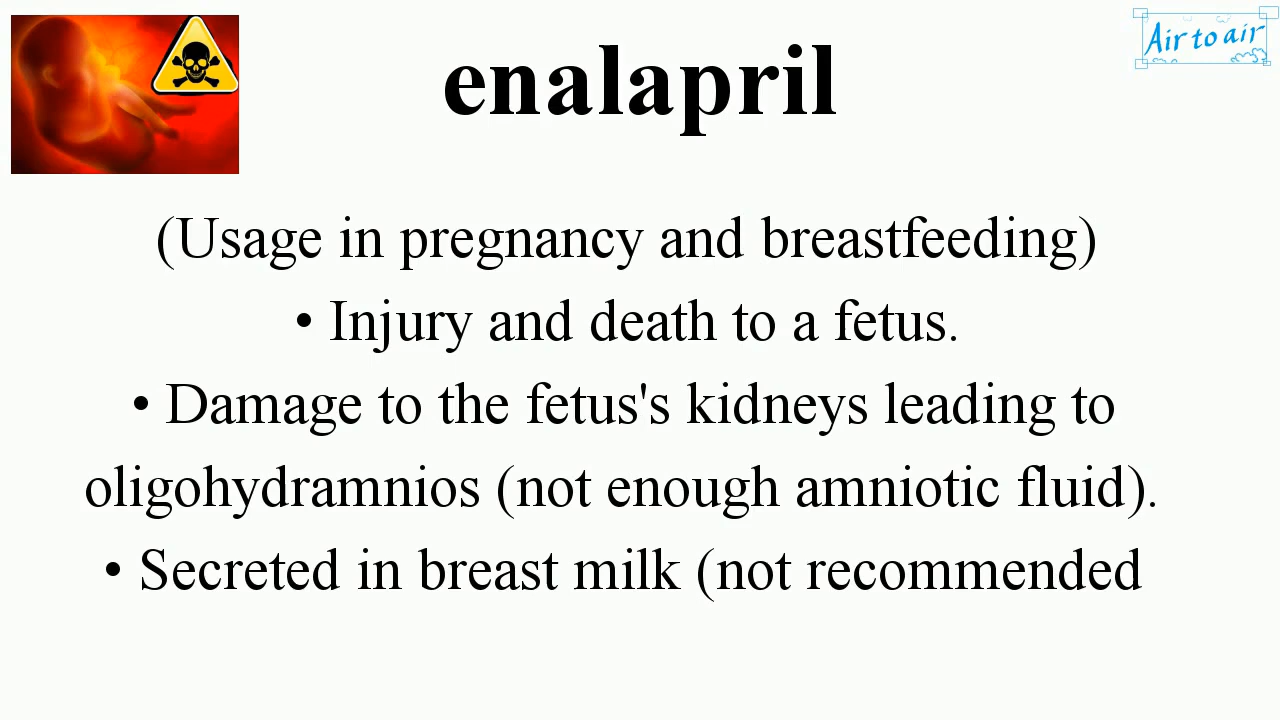 Air to air
enalapril
(Usage in pregnancy and breastfeeding)
• Injury and death to a fetus.
• Damage to the fetus's kidneys leading to
oligohydramnios (not enough amniotic fluid).
• Secreted in breast milk (not recommended